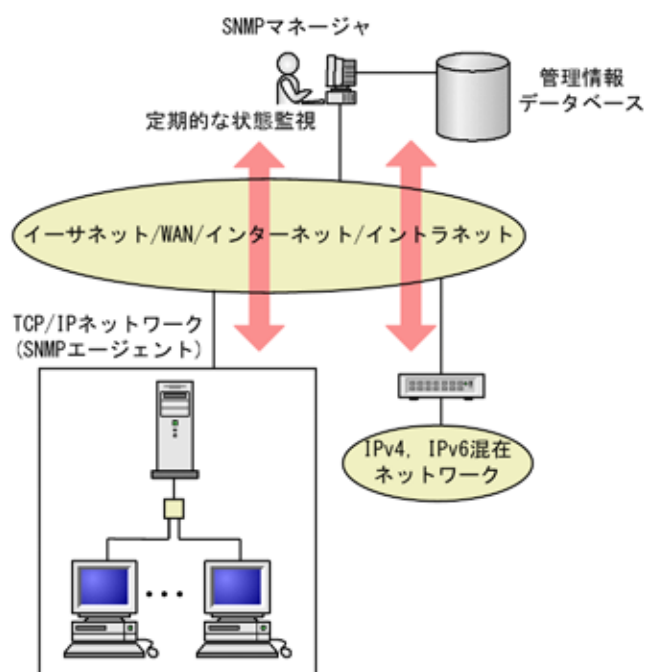 SNMPマネージャ
管理情報
データベース
定期的な状態監視
イーサネット/WAN/インターネット/イントラネット
TCP/IPネットワーク
(SNMPエージェント)
IPv4, IPv6混在
ネットワーク